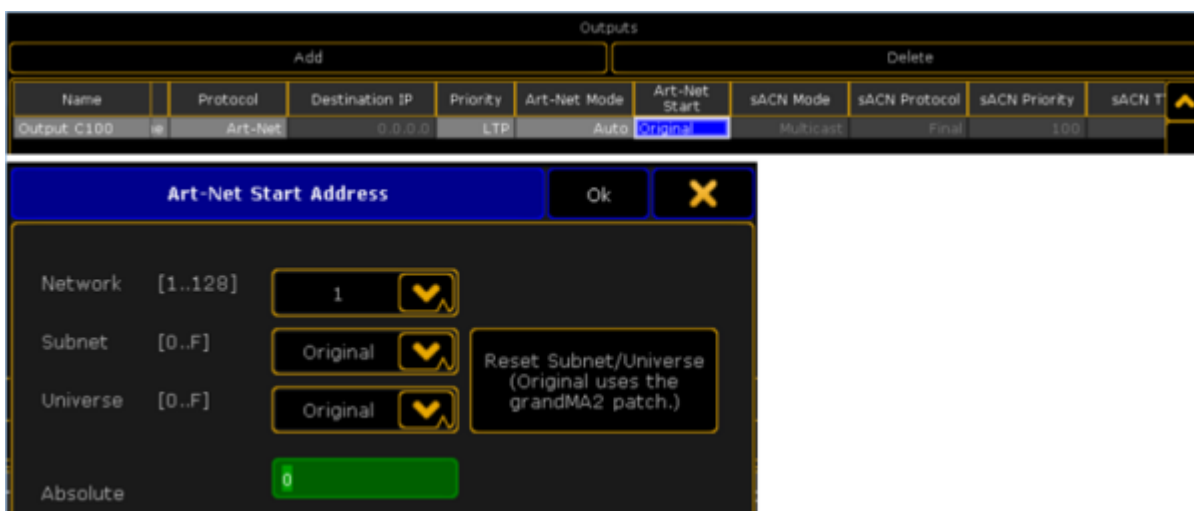 Outputs
Add Delete
Name Protocol Destination IP Priority Art-Net Mode Art-Net Start sACN Mode sACN Protocol sACN Priority sACN T
Output C100 Art-Net 0.0.0.0 LTP Auto Original Multicast Final 100
Art-Net Start Address Ok
Network [1..128] 1
Subnet [0..F] Original
Reset Subnet/Universe
(Original uses the
grandMA2 patch.)
Universe [0..F] Original
Absolute 0